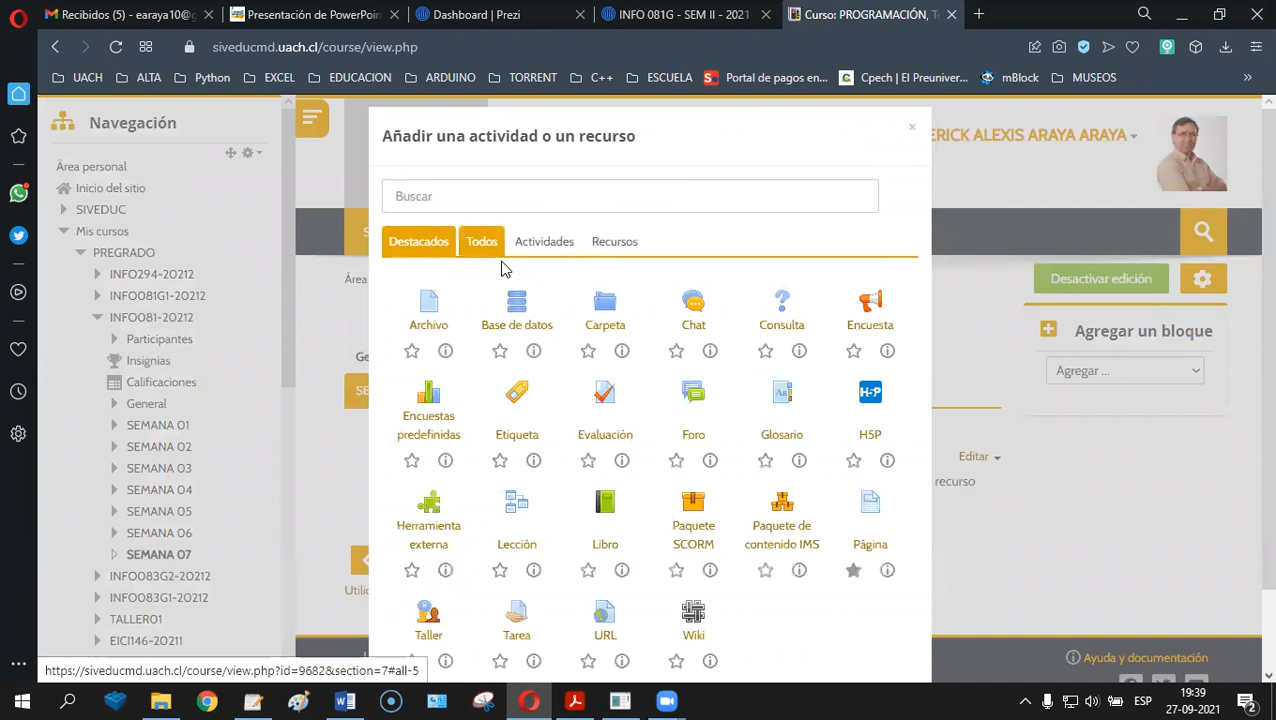 Recibidos (2) - earaya10@g
Presentación de PowerPoin
Dashboard | Prezi
INFO 081G - SEM II - 2021
Curso: PROGRAMACIÓN, T
siveducmd.uach.cl/course/view.php
UACH
ALTA
Python
EXCEL
EDUCACION
ARDUINO
TORRENT
C++
ESCUELA
Portal de pagos en...
Cpech | El Preuniver...
mBlock
MUSEOS
Navegación
Área personal
Inicio del sitio
SIVEDUC
Mis cursos
PREGRADO
INFO294-20212
INFO081G1-20212
INFO081-20212
Participantes
Insignias
Calificaciones
General
SEMANA 01
SEMANA 02
SEMANA 03
SEMANA 04
SEMANA 05
SEMANA 06
SEMANA 07
INFO083G2-20212
INFO083G1-20212
TALLER01
EICI146-20211
https://siveducmd.uach.cl/course/view.php?id=9682&section=7#all-5
Añadir una actividad o un recurso
×
Buscar
Destacados
Todos
Actividades
Recursos
Archivo
Base de datos
Carpeta
Chat
Consulta
Encuesta
Encuestas
predefinidas
Etiqueta
Evaluación
Foro
Glosario
H5P
H5P
Herramienta
externa
Lección
Libro
Paquete
SCORM
Paquete de
contenido IMS
Página
Taller
Tarea
URL
Wiki
ERICK ALEXIS ARAYA ARAYA
Desactivar edición
Agregar un bloque
Agregar ...
Editar
recurso
Ayuda y documentación
ESP
19:39
27-09-2021
2